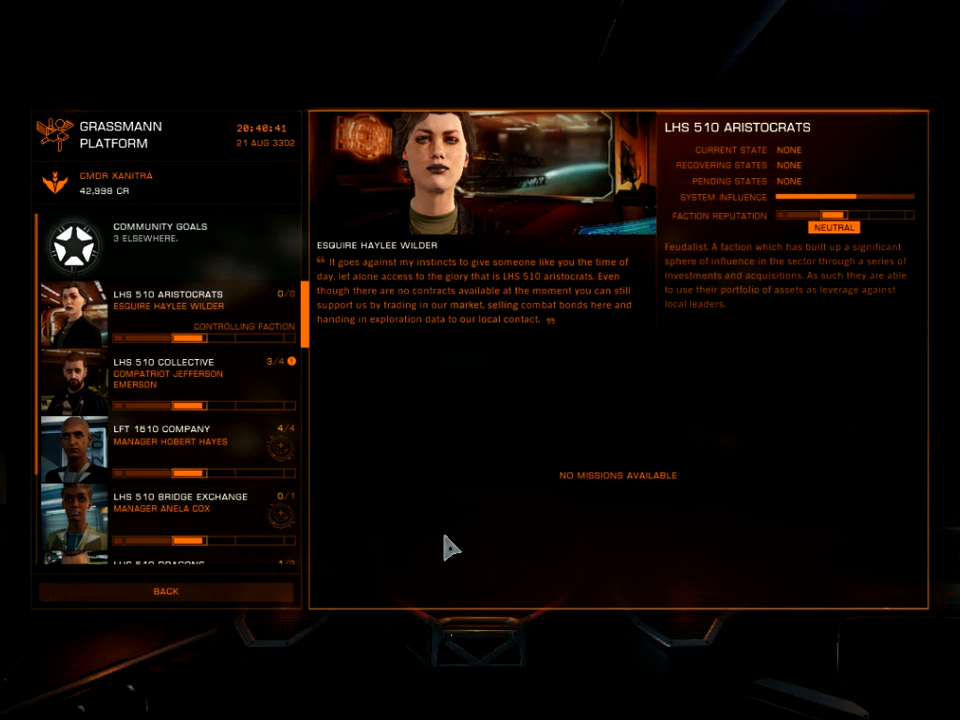 GRASSMANN
PLATFORM
20:40:41
21 AUG 3302
CMDR XANITRA
42,998 CR
COMMUNITY GOALS
3 ELSEWHERE.
LHS 510 ARISTOCRATS
0/0
ESQUIRE HAYLEE WILDER
CONTROLLING FACTION
LHS 510 COLLECTIVE
3/4
COMPATRIOT JEFFERSON
EMERSON
LFT 1610 COMPANY
4/4
MANAGER HOBERT HAYES
LHS 510 BRIDGE EXCHANGE
0/1
MANAGER ANELA COX
LHS 510 DRAGONS
BACK
ESQUIRE HAYLEE WILDER
“ It goes against my instincts to give someone like you the time of
day, let alone access to the glory that is LHS 510 aristocrats. Even
though there are no contracts available at the moment you can still
support us by trading in our market, selling combat bonds here and
handing in exploration data to our local contact. ”
LHS 510 ARISTOCRATS
CURRENT STATE NONE
RECOVERING STATES NONE
PENDING STATES NONE
SYSTEM INFLUENCE
FACTION REPUTATION
NEUTRAL
Feudalist. A faction which has built up a significant
sphere of influence in the sector through a series of
investments and acquisitions. As such they are able
to use their portfolio of assets as leverage against
local leaders.
NO MISSIONS AVAILABLE